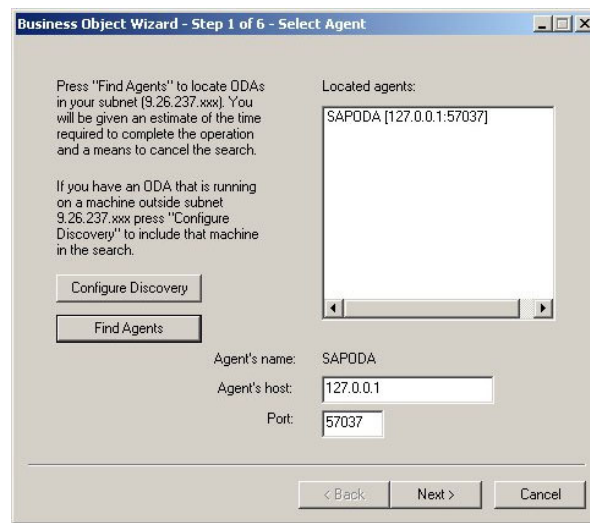 Business Object Wizard - Step 1 of 6 - Select Agent
Press "Find Agents" to locate ODAs
in your subnet (9.26.237.xxx). You
will be given an estimate of the time
required to complete the operation
and a means to cancel the search.
If you have an ODA that is running
on a machine outside subnet
9.26.237.xxx press "Configure
Discovery" to include that machine
in the search.
Configure Discovery
Find Agents
Located agents:
SAPODA [127.0.0.1:57037]
Agent's name: SAPODA
Agent's host: 127.0.0.1
Port: 57037
< Back Next > Cancel